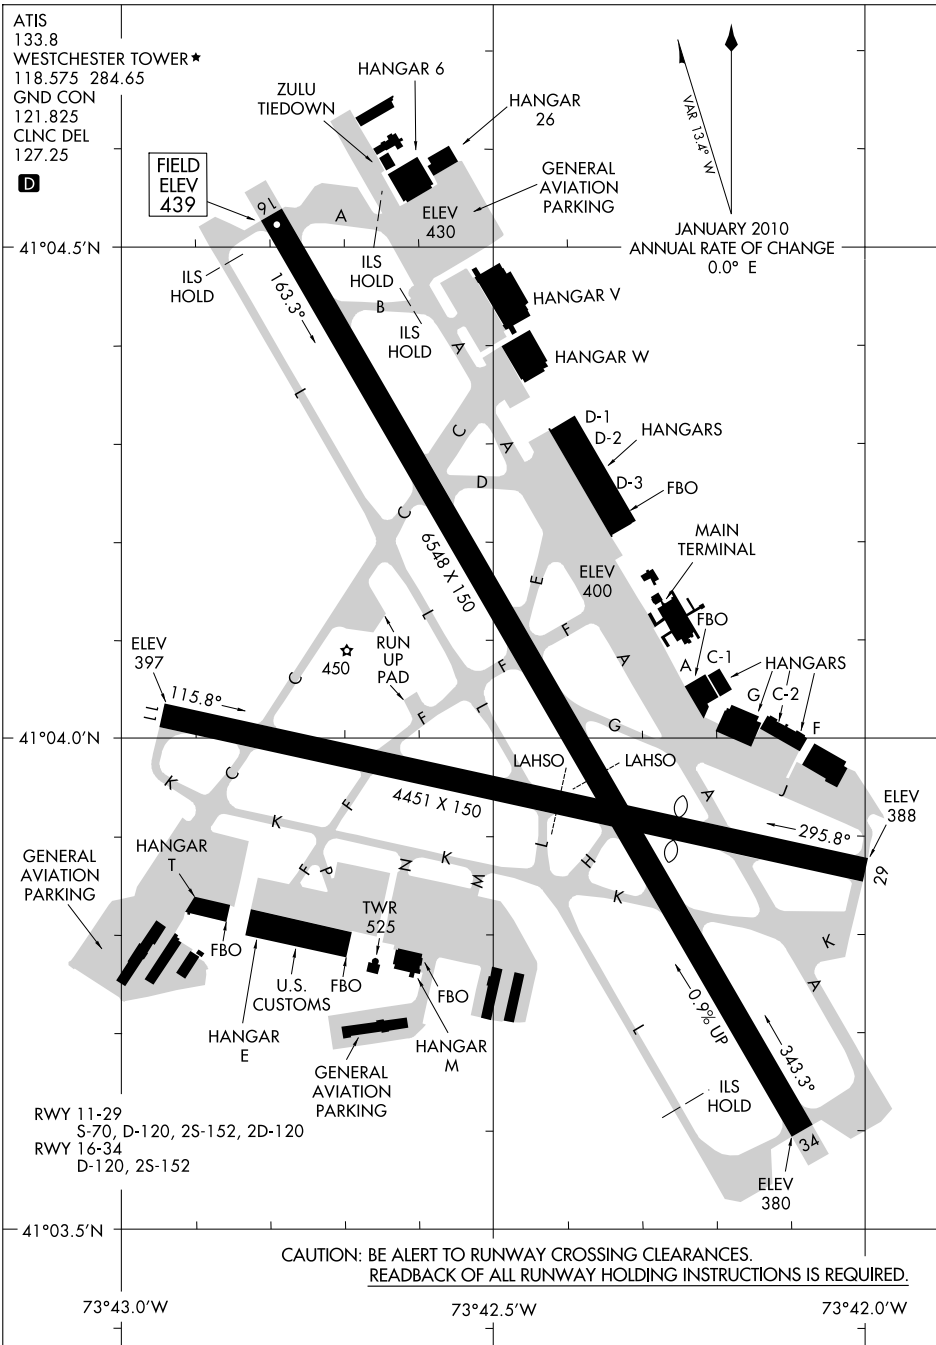 ATIS
133.8
WESTCHESTER TOWER★
118.575 284.65
GND CON
121.825
CLNC DEL
127.25
D
FIELD
ELEV
439
ZULU
TIEDOWN
HANGAR 6
HANGAR
26
GENERAL
AVIATION
PARKING
ELEV
430
VAR 13.4° W
JANUARY 2010
ANNUAL RATE OF CHANGE
0.0° E
41°04.5'N
16
A
ILS
HOLD
ILS
HOLD
163.3°
B
ILS
HOLD
A
HANGAR V
HANGAR W
L
C
A
D
D-1
D-2
HANGARS
D-3
FBO
C
6548 X 150
MAIN
TERMINAL
E
ELEV
400
L
F
F
A
FBO
ELEV
397
450
RUN
UP
PAD
C
A
C-1
HANGARS
G
C-2
F
115.8°
11
F
L
G
41°04.0'N
LAHSO
LAHSO
K
C
F
4451 X 150
A
J
ELEV
388
295.8°
29
K
L
H
K
GENERAL
AVIATION
PARKING
HANGAR
T
F
P
N
K
M
TWR
525
K
A
FBO
U.S.
CUSTOMS
FBO
FBO
HANGAR
E
HANGAR
M
0.9% UP
L
343.3°
GENERAL
AVIATION
PARKING
ILS
HOLD
34
ELEV
380
RWY 11-29
S-70, D-120, 2S-152, 2D-120
RWY 16-34
D-120, 2S-152
41°03.5'N
CAUTION: BE ALERT TO RUNWAY CROSSING CLEARANCES.
READBACK OF ALL RUNWAY HOLDING INSTRUCTIONS IS REQUIRED.
73°43.0'W
73°42.5'W
73°42.0'W